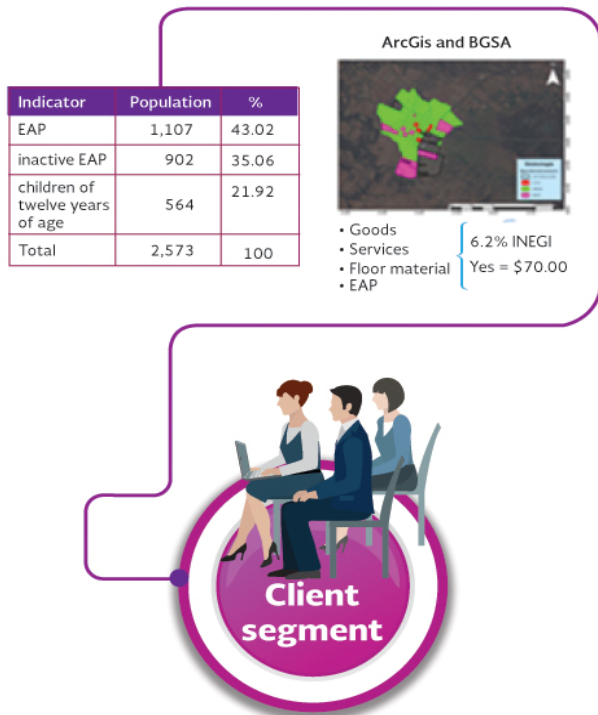 ArcGis and BGSA
Indicator Population %
EAP 1,107 43.02
inactive EAP 902 35.06
children of
twelve years
of age 564 21.92
Total 2,573 100
• Goods
• Services
• Floor material
• EAP
6.2% INEGI
Yes = $70.00
Client
segment